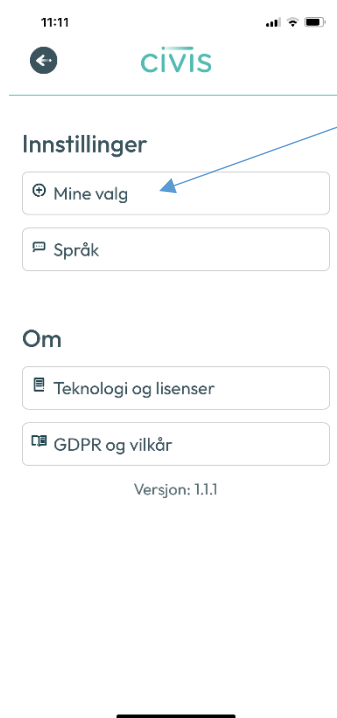 11:11
civis
Innstillinger
Mine valg
Språk
Om
Teknologi og lisenser
GDPR og vilkår
Versjon: 1.1.1